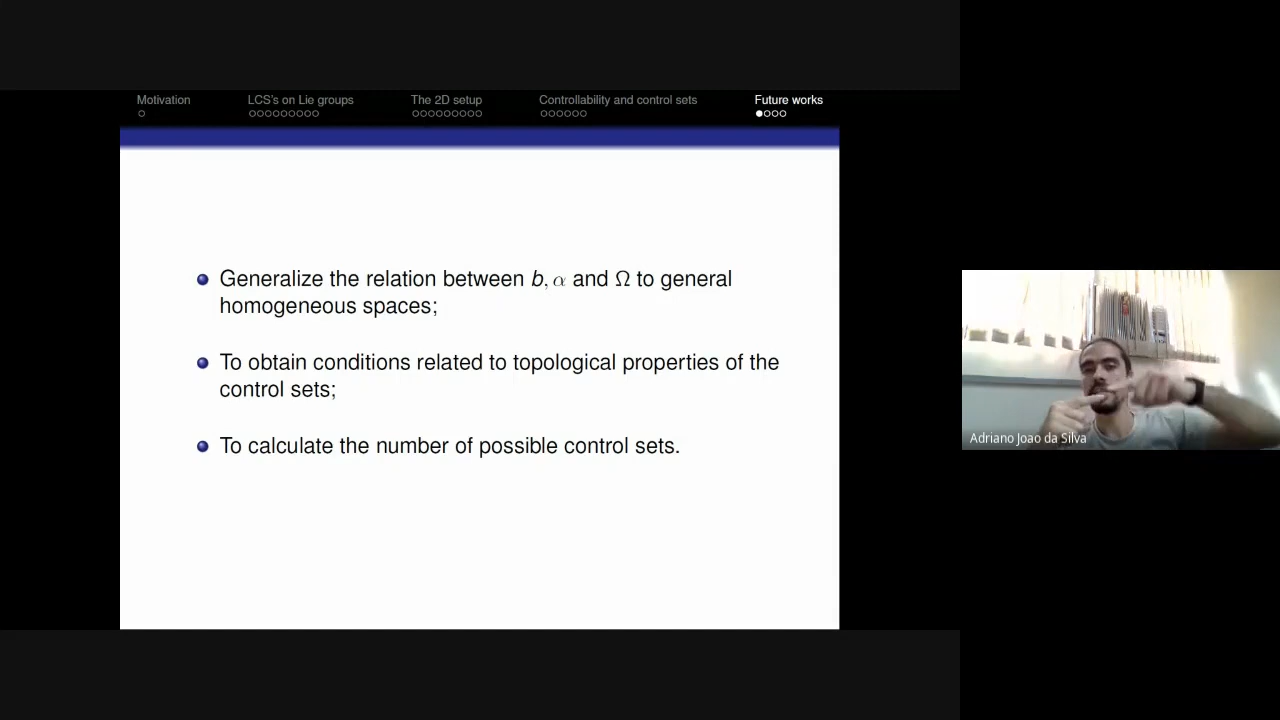 Motivation LCS's on Lie groups The 2D setup Controllability and control sets Future works
Generalize the relation between b, α and Ω to general
homogeneous spaces;
To obtain conditions related to topological properties of the
control sets;
To calculate the number of possible control sets.
Adriano Joao da Silva